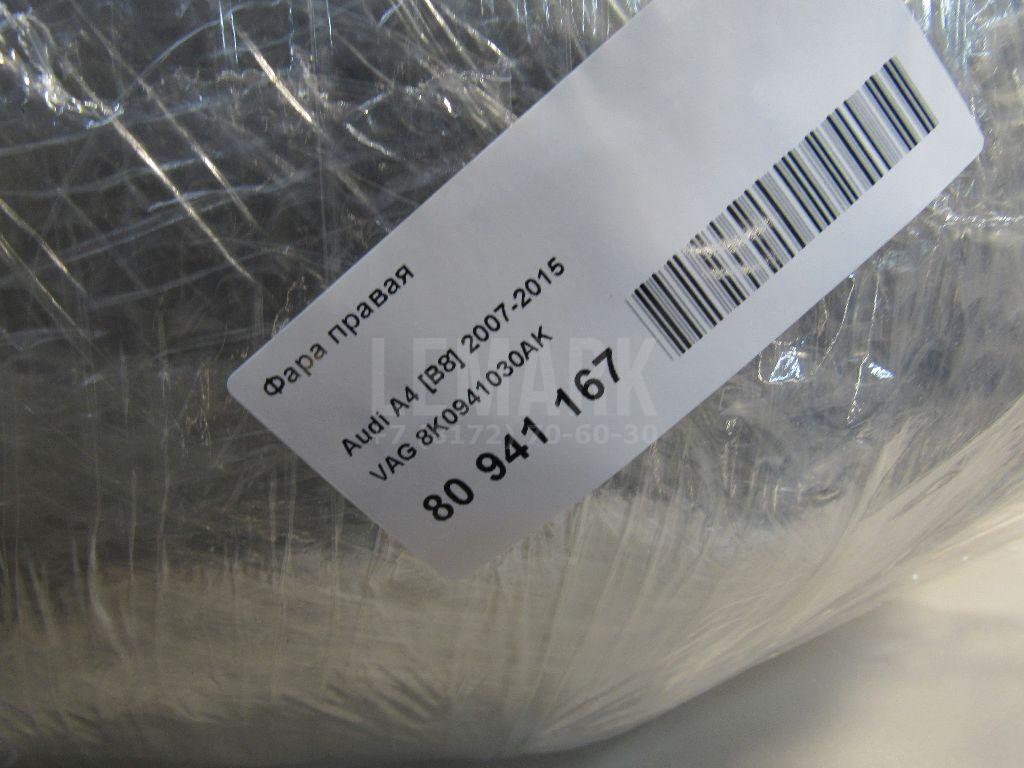 Фара правая
Audi A4 [B8] 2007-2015
VAG 8K0941030AK
80 941 167
LEMARK